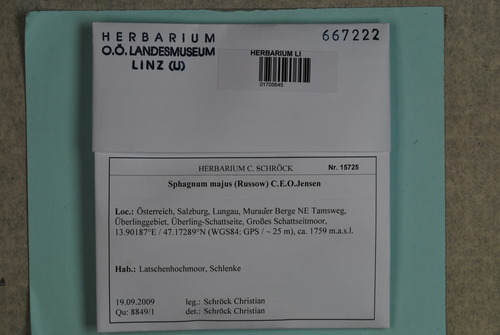 HERBARIUM
O.Ö. LANDESMUSEUM
LINZ (U)
667222
HERBARIUM LI
01705645
HERBARIUM C. SCHRÖCK Nr. 15725
Sphagnum majus (Russow) C.E.O.Jensen
Loc.: Österreich, Salzburg, Lungau, Murauer Berge NE Tamsweg,
Überlinggebiet, Überling-Schattseite, Großes Schattseitmoor,
13.90187°E / 47.17289°N (WGS84: GPS / ~ 25 m), ca. 1759 m.a.s.l.
Hab.: Latschenhochmoor, Schlenke
19.09.2009 leg.: Schröck Christian
Qu: 8849/1 det.: Schröck Christian